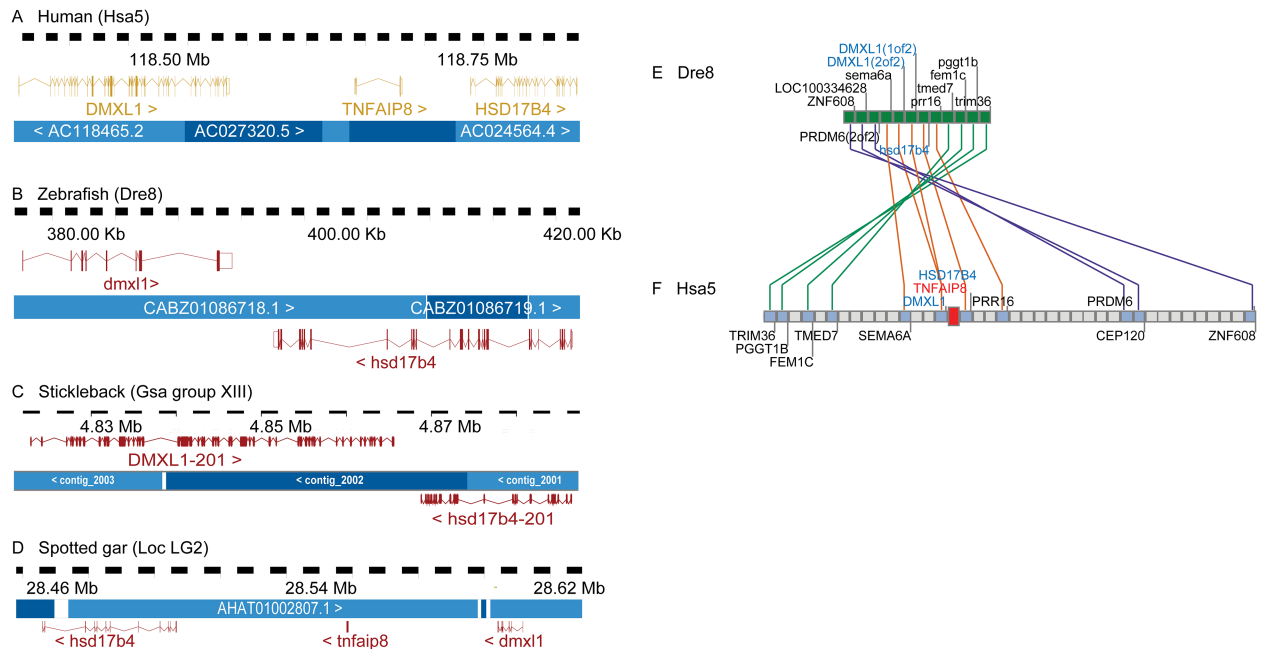 A Human (Hsa5)
118.50 Mb 118.75 Mb
DMXL1 > TNFAIP8 > HSD17B4 >
< AC118465.2 AC027320.5 > AC024564.4 >
B Zebrafish (Dre8)
380.00 Kb 400.00 Kb 420.00 Kb
dmxl1>
CABZ01086718.1 > CABZ01086719.1 >
< hsd17b4
C Stickleback (Gsa group XIII)
4.83 Mb 4.85 Mb 4.87 Mb
DMXL1-201 >
< contig_2003 < contig_2002 < contig_2001
< hsd17b4-201
D Spotted gar (Loc LG2)
28.46 Mb 28.54 Mb 28.62 Mb
AHAT01002807.1 >
< hsd17b4 < tnfaip8 < dmxl1
E Dre8
DMXL1(1of2)
DMXL1(2of2) pggt1b
sema6a fem1c
LOC100334628 tmed7
ZNF608 prr16 trim36
PRDM6(2of2)
hsd17b4
F Hsa5
HSD17B4
TNFAIP8
DMXL1 PRR16 PRDM6
TRIM36 TMED7 SEMA6A CEP120 ZNF608
PGGT1B
FEM1C